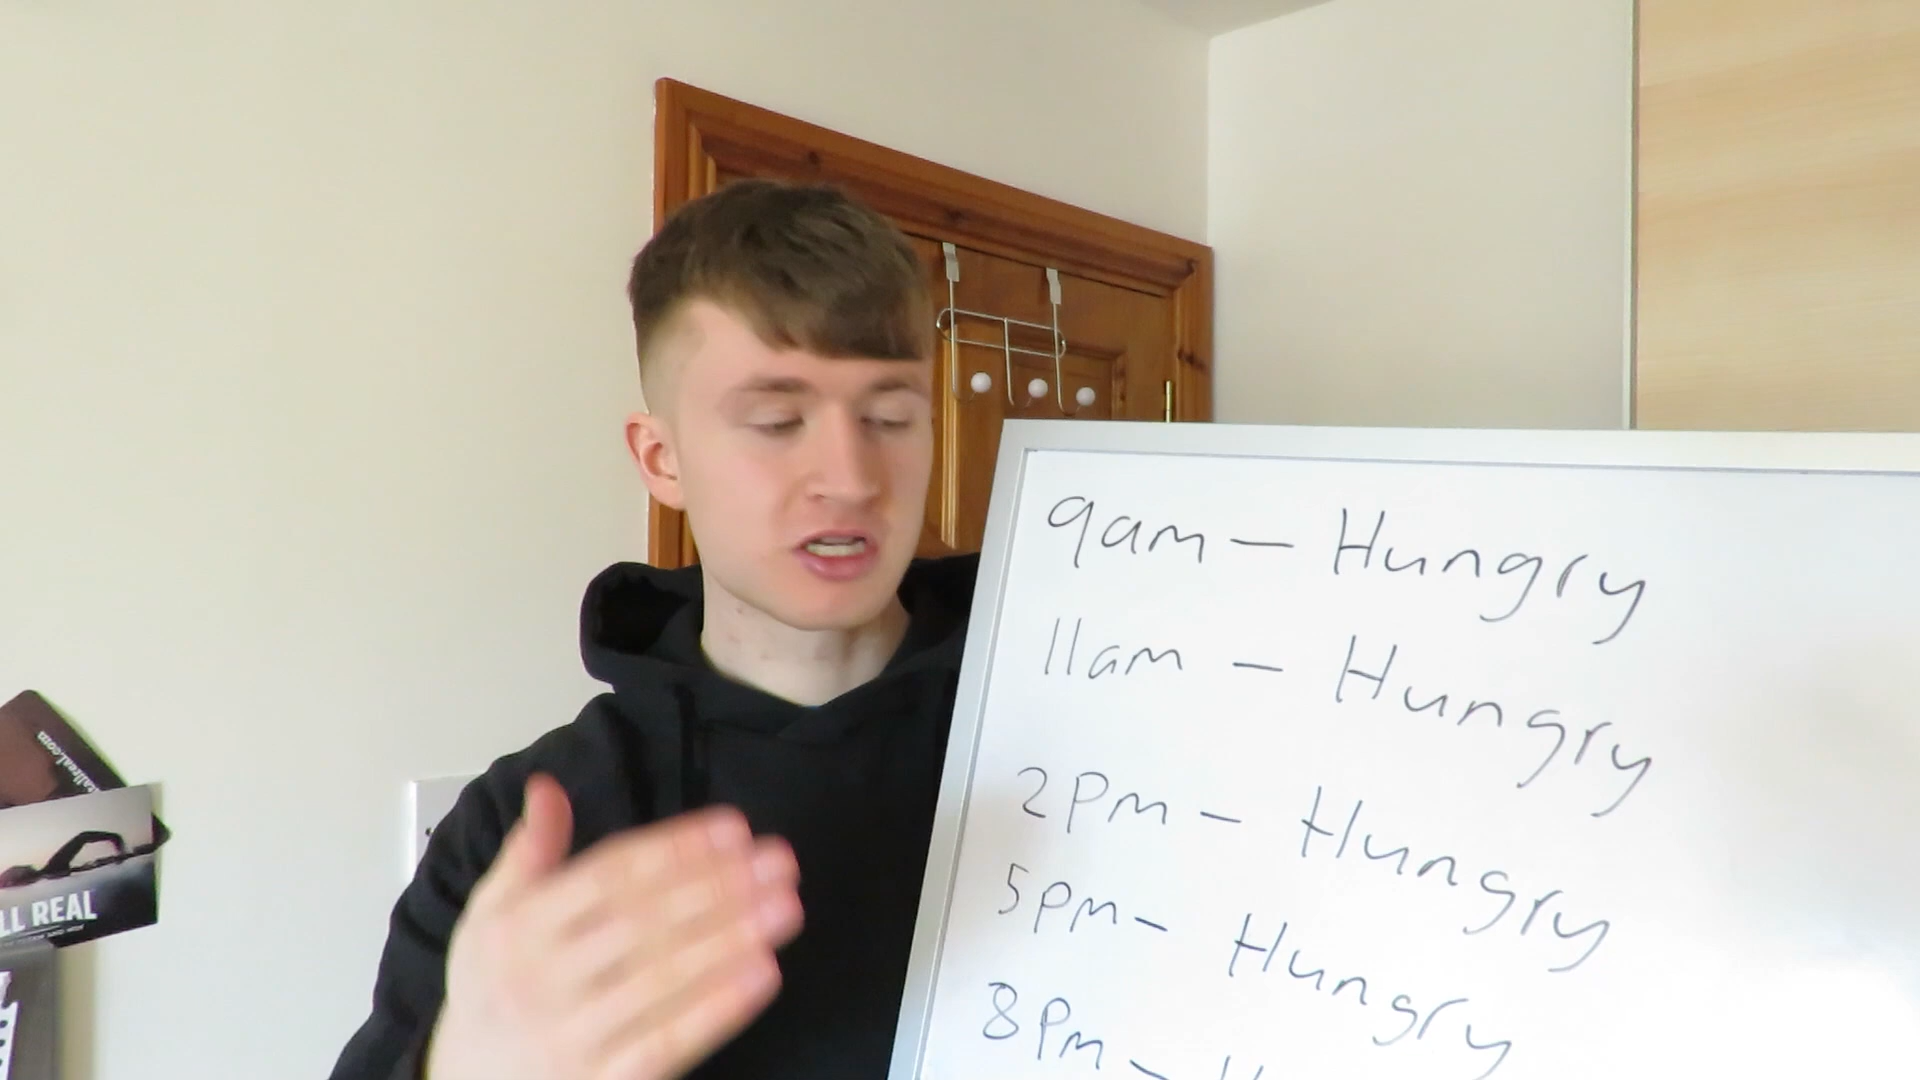 9am - Hungry
11am - Hungry
2pm - Hungry
5pm - Hungry
8pm -
LL REAL